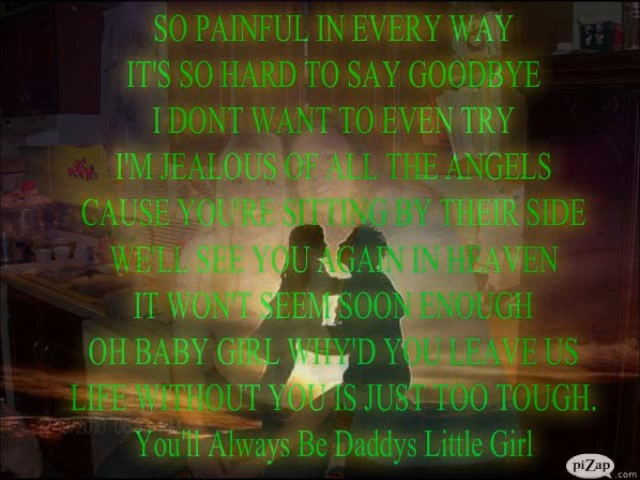 SO PAINFUL IN EVERY WAY
IT'S SO HARD TO SAY GOODBYE
I DONT WANT TO EVEN TRY
I'M JEALOUS OF ALL THE ANGELS
CAUSE YOU'RE SITTING BY THEIR SIDE
WE'LL SEE YOU AGAIN IN HEAVEN
IT WON'T SEEM SOON ENOUGH
OH BABY GIRL WHY'D YOU LEAVE US
LIFE WITHOUT YOU IS JUST TOO TOUGH.
You'll Always Be Daddys Little Girl
piZap.com